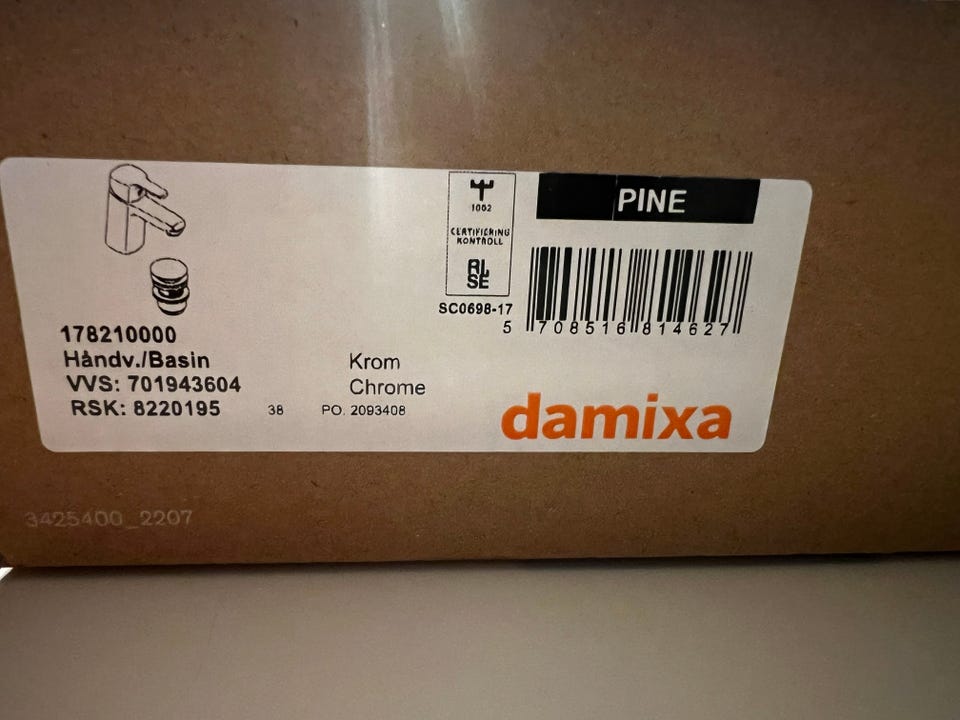 178210000
Håndv./Basin
VVS: 701943604
RSK: 8220195
38
PO. 2093408
Krom
Chrome
1002
CERTIFIERING
KONTROLL
RI
SE
SC0698-17
PINE
5 708516 814627
damixa
3425400_2207